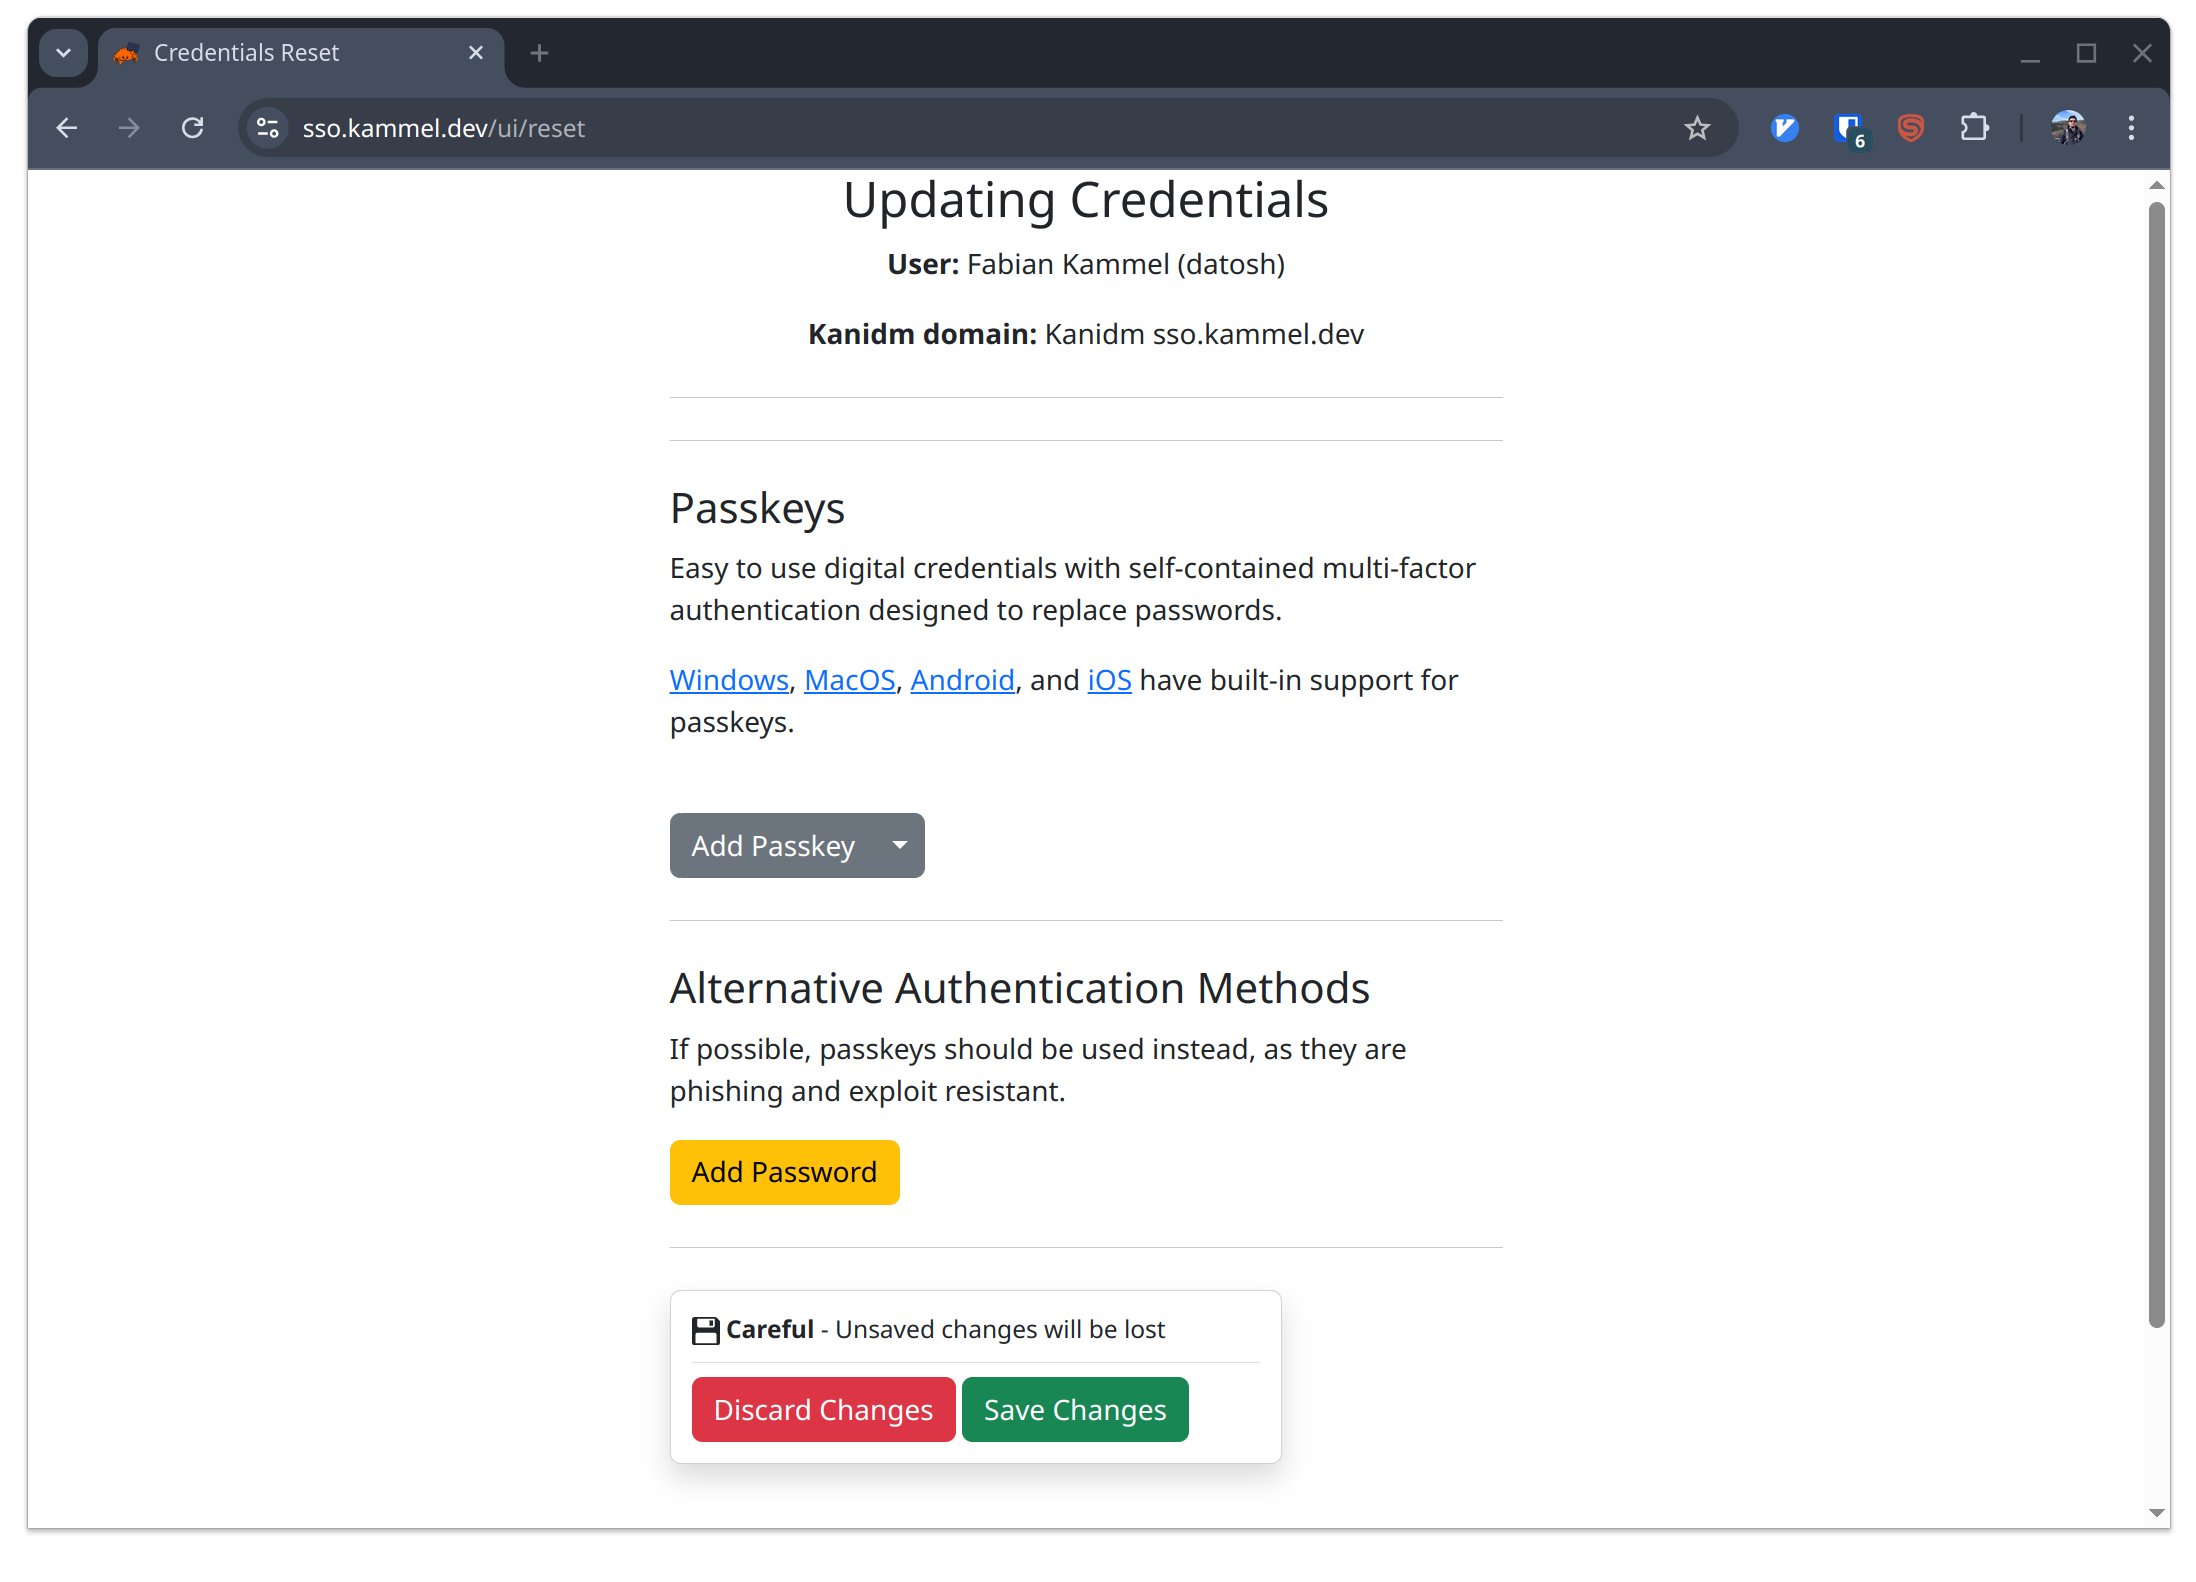 Credentials Reset
sso.kammel.dev/ui/reset
6
Updating Credentials
User: Fabian Kammel (datosh)
Kanidm domain: Kanidm sso.kammel.dev
Passkeys
Easy to use digital credentials with self-contained multi-factor
authentication designed to replace passwords.
Windows, MacOS, Android, and iOS have built-in support for
passkeys.
Add Passkey
Alternative Authentication Methods
If possible, passkeys should be used instead, as they are
phishing and exploit resistant.
Add Password
Careful - Unsaved changes will be lost
Discard Changes Save Changes